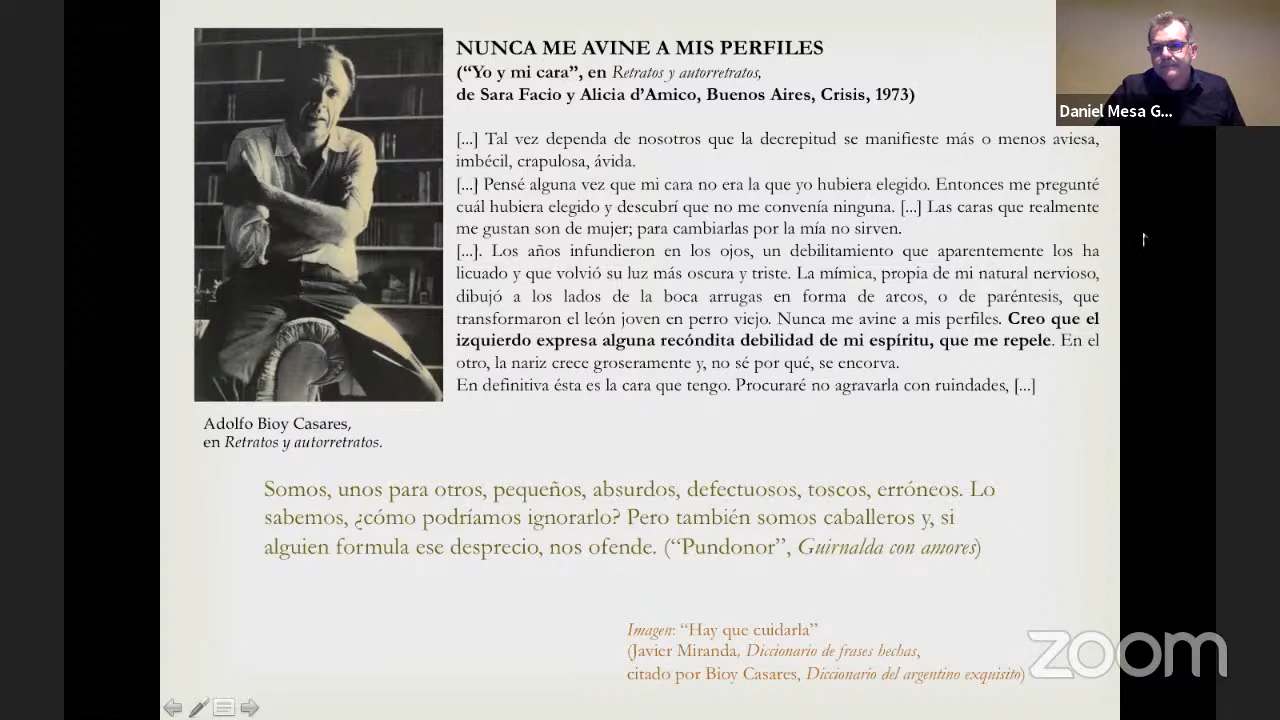 NUNCA ME AVINE A MIS PERFILES
(“Yo y mi cara”, en Retratos y autorretratos,
de Sara Facio y Alicia d’Amico, Buenos Aires, Crisis, 1973)
[...] Tal vez dependa de nosotros que la decrepitud se manifieste más o menos aviesa,
imbécil, crapulosa, ávida.
[...] Pensé alguna vez que mi cara no era la que yo hubiera elegido. Entonces me pregunté
cuál hubiera elegido y descubrí que no me convenía ninguna. [...] Las caras que realmente
me gustan son de mujer; para cambiarlas por la mía no sirven.
[...]. Los años infundieron en los ojos, un debilitamiento que aparentemente los ha
licuado y que volvió su luz más oscura y triste. La mímica, propia de mi natural nervioso,
dibujó a los lados de la boca arrugas en forma de arcos, o de paréntesis, que
transformaron el león joven en perro viejo. Nunca me avine a mis perfiles. Creo que el
izquierdo expresa alguna recóndita debilidad de mi espíritu, que me repele. En el
otro, la nariz crece groseramente y, no sé por qué, se encorva.
En definitiva ésta es la cara que tengo. Procuraré no agravarla con ruindades, [...]
Adolfo Bioy Casares,
en Retratos y autorretratos.
Somos, unos para otros, pequeños, absurdos, defectuosos, toscos, erróneos. Lo
sabemos, ¿cómo podríamos ignorarlo? Pero también somos caballeros y, si
alguien formula ese desprecio, nos ofende. (“Pundonor”, Guirnalda con amores)
Imagen: “Hay que cuidarla”
(Javier Miranda, Diccionario de frases hechas,
citado por Bioy Casares, Diccionario del argentino exquisito)
Daniel Mesa G...
zoom